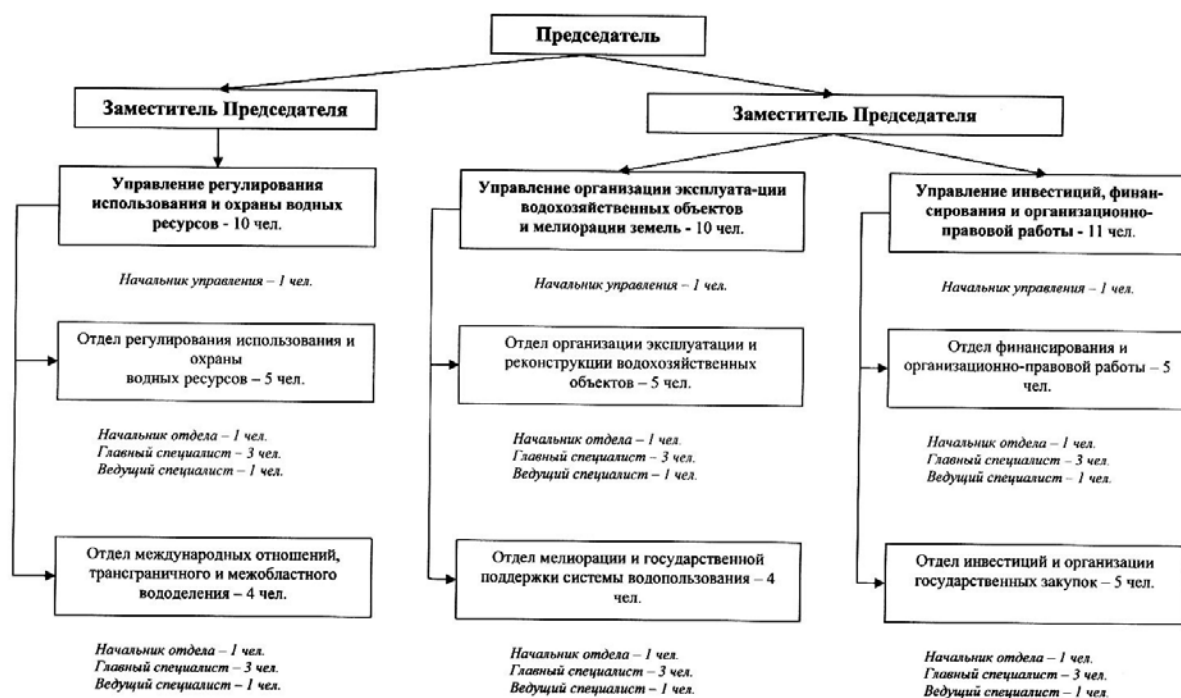 Председатель
Заместитель Председателя
Заместитель Председателя
Управление регулирования
использования и охраны водных
ресурсов - 10 чел.
Начальник управления – 1 чел.
Отдел регулирования использования и
охраны
водных ресурсов – 5 чел.
Начальник отдела – 1 чел.
Главный специалист – 3 чел.
Ведущий специалист – 1 чел.
Отдел международных отношений,
трансграничного и межобластного
вододеления – 4 чел.
Начальник отдела – 1 чел.
Главный специалист – 3 чел.
Ведущий специалист – 1 чел.
Управление организации эксплуата-ции
водохозяйственных объектов
и мелиорации земель - 10 чел.
Начальник управления – 1 чел.
Отдел организации эксплуатации и
реконструкции водохозяйственных
объектов – 5 чел.
Начальник отдела – 1 чел.
Главный специалист – 3 чел.
Ведущий специалист – 1 чел.
Отдел мелиорации и государственной
поддержки системы водопользования – 4
чел.
Начальник отдела – 1 чел.
Главный специалист – 3 чел.
Ведущий специалист – 1 чел.
Управление инвестиций, финан-
сирования и организационно-
правовой работы - 11 чел.
Начальник управления – 1 чел.
Отдел финансирования и
организационно-правовой работы – 5
чел.
Начальник отдела – 1 чел.
Главный специалист – 3 чел.
Ведущий специалист – 1 чел.
Отдел инвестиций и организации
государственных закупок – 5 чел.
Начальник отдела – 1 чел.
Главный специалист – 3 чел.
Ведущий специалист – 1 чел.